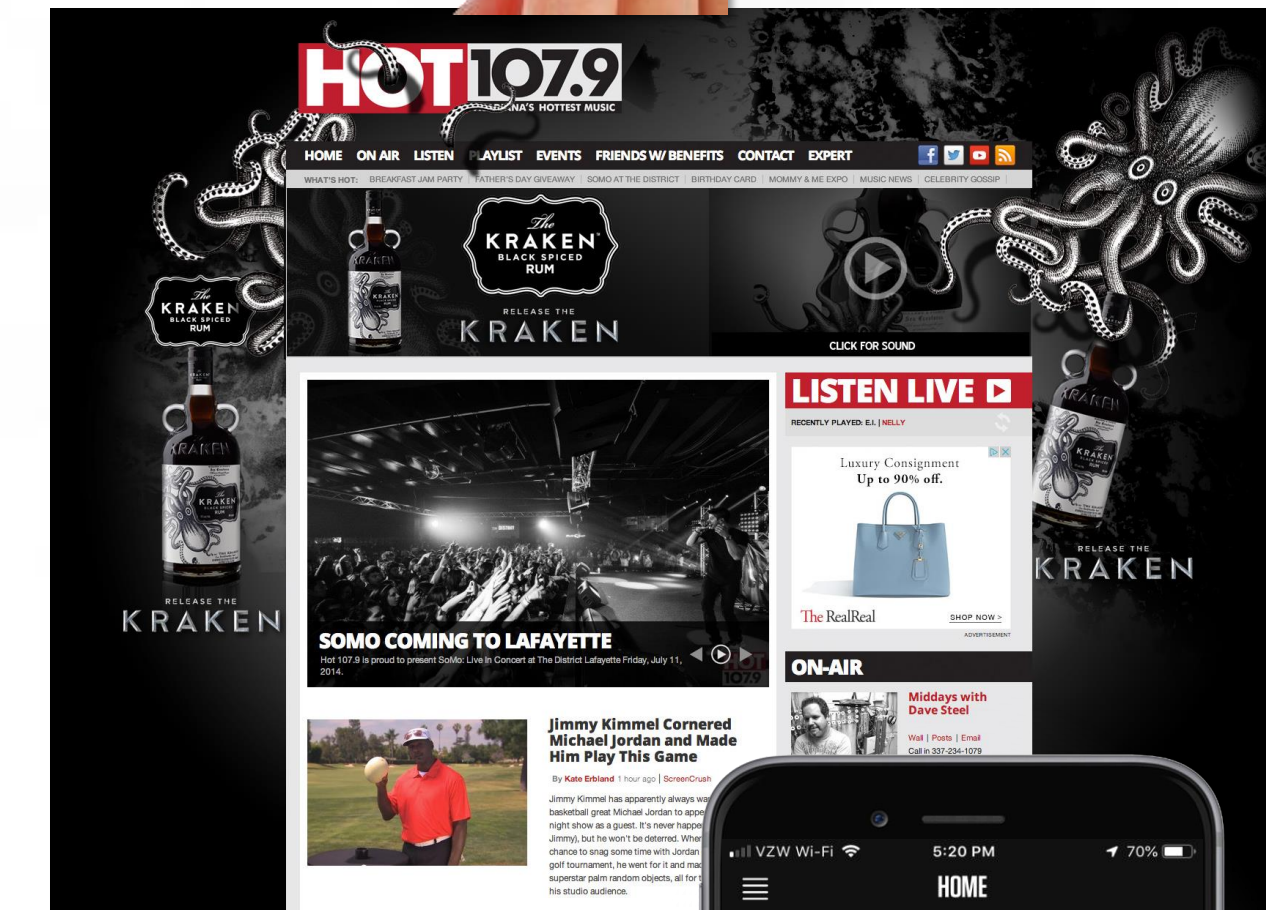 HOT 107.9
NA'S HOTTEST MUSIC
HOME ON AIR LISTEN PLAYLIST EVENTS FRIENDS W/ BENEFITS CONTACT EXPERT
WHAT'S HOT: BREAKFAST JAM PARTY | FATHER'S DAY GIVEAWAY | SOMO AT THE DISTRICT | BIRTHDAY CARD | MOMMY & ME EXPO | MUSIC NEWS | CELEBRITY GOSSIP
The
KRAKEN
BLACK SPICED
RUM
RELEASE THE
KRAKEN
CLICK FOR SOUND
The
KRAKEN
BLACK SPICED
RUM
KRAKEN
KRAKEN
RELEASE THE
KRAKEN
LISTEN LIVE
RECENTLY PLAYED: E.I. | NELLY
Luxury Consignment
Up to 90% off.
The RealReal
SHOP NOW >
ADVERTISEMENT
KRAKEN
KRAKEN
RELEASE THE
KRAKEN
SOMO COMING TO LAFAYETTE
Hot 107.9 is proud to present SoMo: Live In Concert at The District Lafayette Friday, July 11,
2014.
HOT
107.9
ON-AIR
Middays with
Dave Steel
Wall | Posts | Email
Call in 337-234-1079
Jimmy Kimmel Cornered
Michael Jordan and Made
Him Play This Game
By Kate Erbland 1 hour ago | ScreenCrush
Jimmy Kimmel has apparently always
basketball great Michael Jordan to
night show as a guest. It's never
Jimmy), but he won't be deterred.
chance to snag some time with Jordan
golf tournament, he went for it and
superstar palm random objects, all for
his studio audience.
VZW Wi-Fi 5:20 PM 70%
HOME